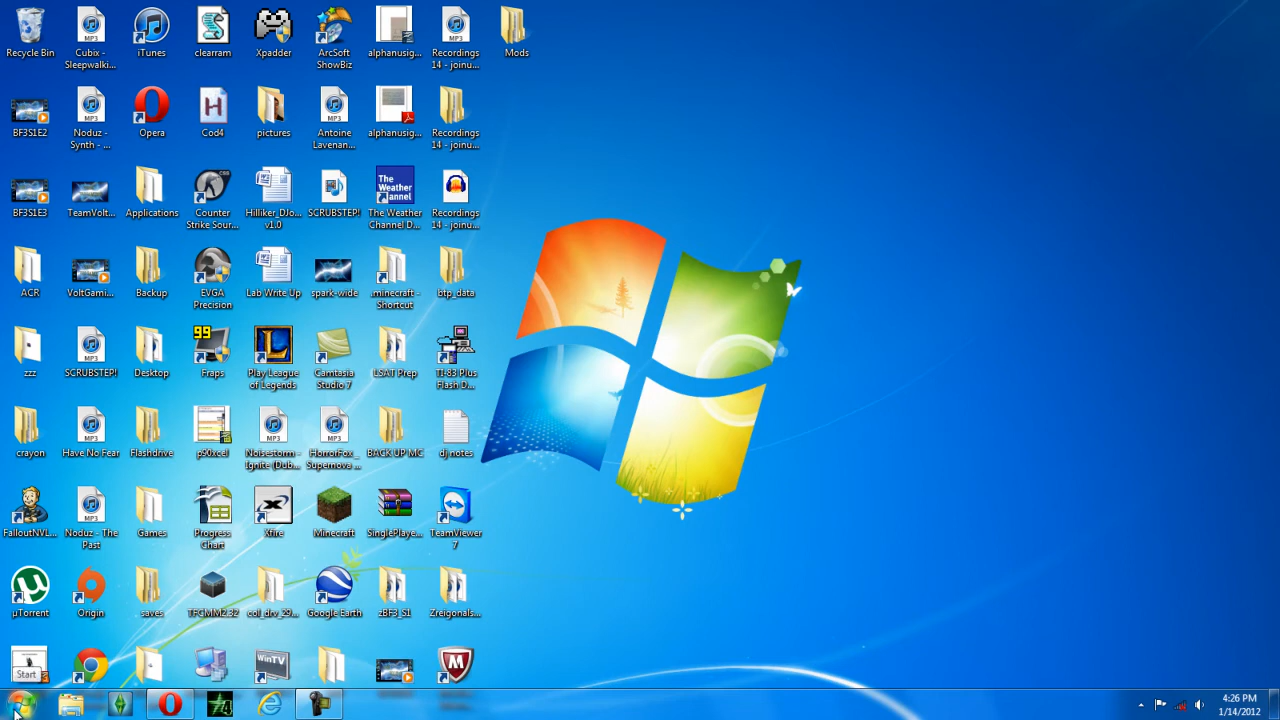 Recycle Bin
Cubix -
Sleepwalki...
iTunes
clearram
Xpadder
ArcSoft
ShowBiz
alphanusig...
Recordings
14 - joinu...
Mods
BF3S1E2
Noduz -
Synth - ...
Opera
Cod4
pictures
Antoine
Lavenan...
alphanusig...
Recordings
14 - joinu...
BF3S1E3
TeamVolt...
Applications
Counter
Strike Sour...
Hilliker_DJo...
v1.0
SCRUBSTEP!
The Weather
Channel D...
Recordings
14 - joinu...
ACR
VoltGami...
Backup
EVGA
Precision
Lab Write Up
spark-wide
.minecraft -
Shortcut
btp_data
zzz
SCRUBSTEP!
Desktop
99
Fraps
Play League
of Legends
Camtasia
Studio 7
LSAT Prep
TI-83 Plus
Flash D...
crayon
Have No Fear
Flashdrive
p90xcel
Noisestorm -
Ignite (Dub...
HorrorFox_
Supernova ...
BACK UP MC
dj notes
FalloutNVL...
Noduz - The
Past
Games
Progress
Chart
Xfire
Minecraft
SinglePlaye...
TeamViewer
7
µTorrent
Origin
saves
TFCMM2.32
col_drv_29...
Google Earth
zBF3_S1
Zreigonals...
Start
WinTV
4:26 PM
1/14/2012